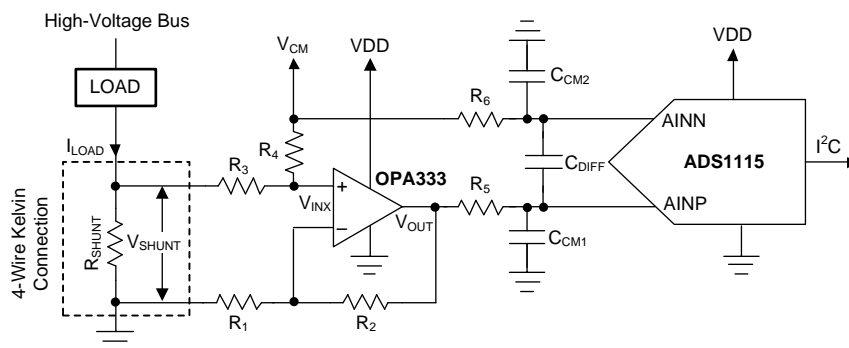 High-Voltage Bus
LOAD
I_LOAD
4-Wire Kelvin
Connection
R_SHUNT
V_SHUNT
R_3
R_4
V_CM
VDD
V_INX
+
−
OPA333
V_OUT
R_1
R_2
R_6
R_5
C_CM2
C_DIFF
C_CM1
AINN
AINP
VDD
ADS1115
I²C